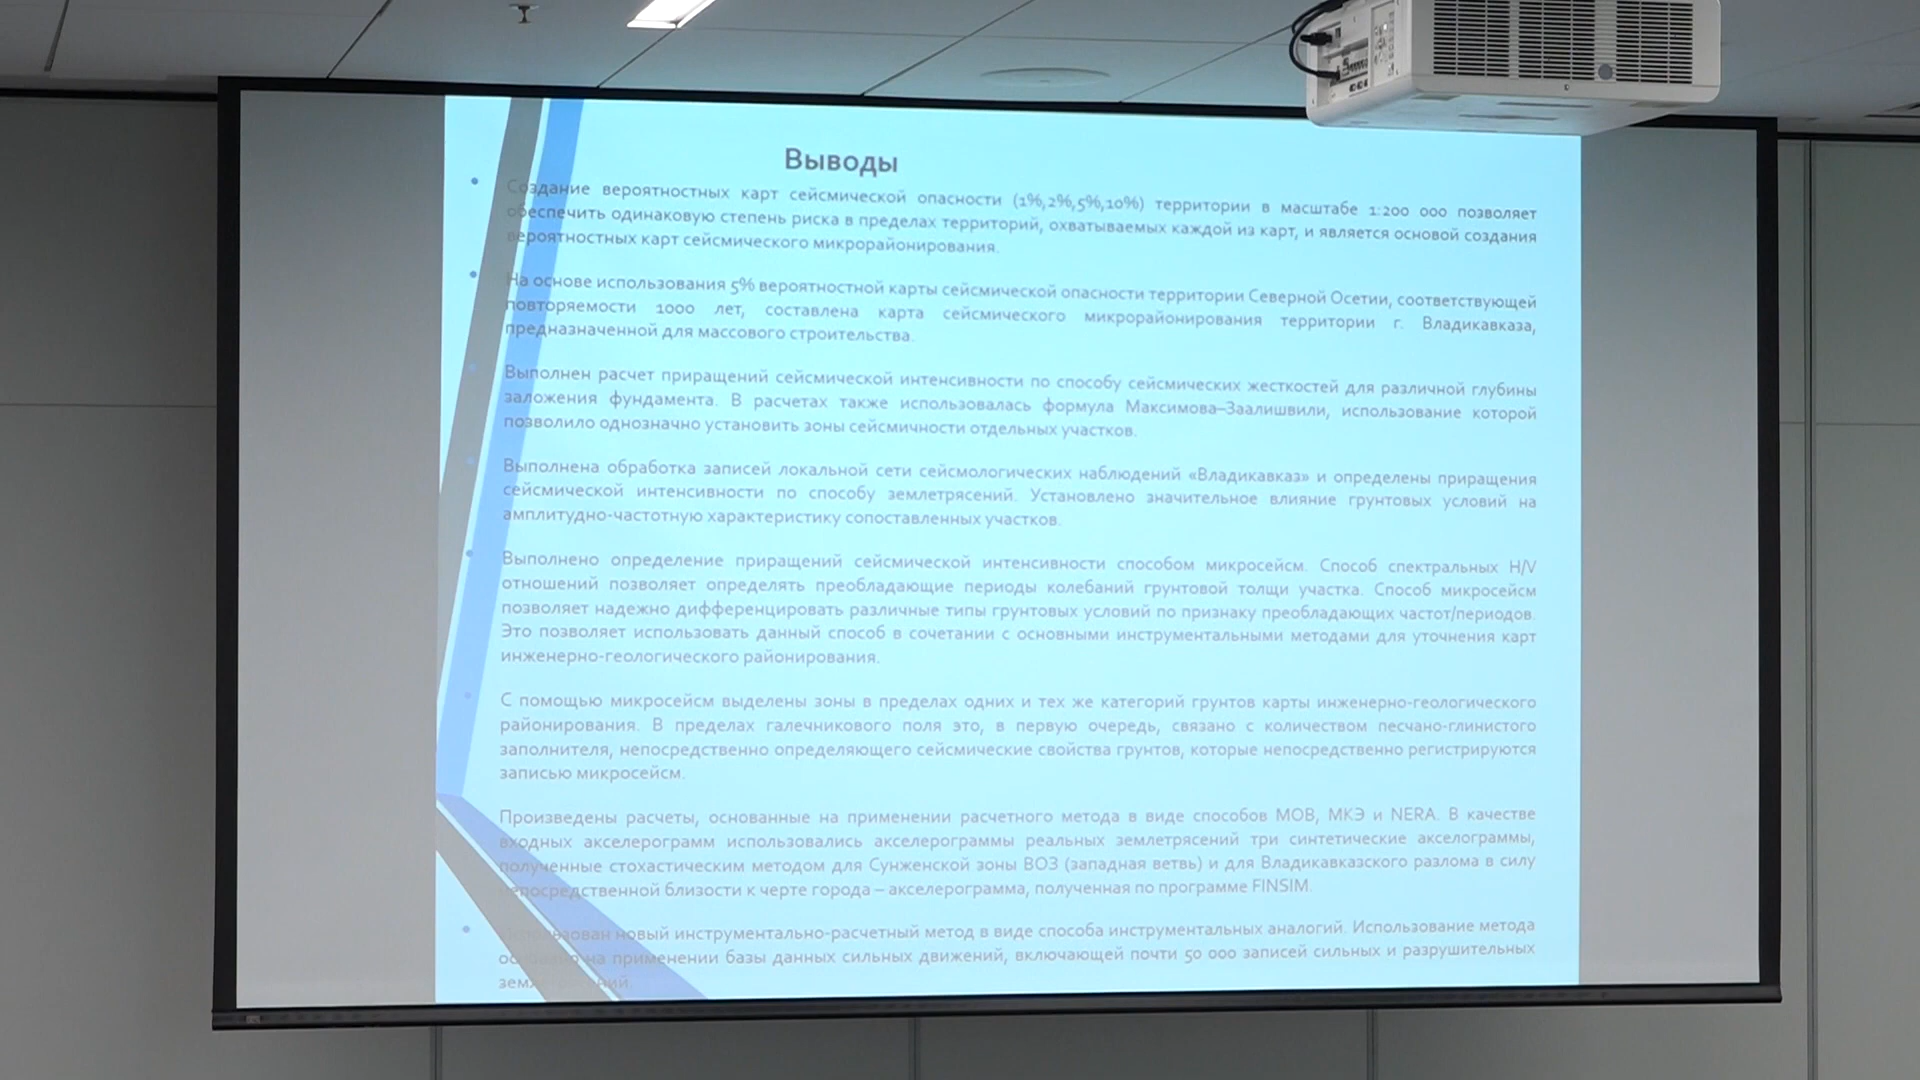 Выводы
Создание вероятностных карт сейсмической опасности (1%,2%,5%,10%) территории в масштабе 1:200 000 позволяет
обеспечить одинаковую степень риска в пределах территорий, охватываемых каждой из карт, и является основой создания
вероятностных карт сейсмического микрорайонирования.
На основе использования 5% вероятностной карты сейсмической опасности территории Северной Осетии, соответствующей
повторяемости 1000 лет, составлена карта сейсмического микрорайонирования территории г. Владикавказа,
предназначенной для массового строительства.
Выполнен расчет приращений сейсмической интенсивности по способу сейсмических жесткостей для различной глубины
заложения фундамента. В расчетах также использовалась формула Максимова–Заалишвили, использование которой
позволило однозначно установить зоны сейсмичности отдельных участков.
Выполнена обработка записей локальной сети сейсмологических наблюдений «Владикавказ» и определены приращения
сейсмической интенсивности по способу землетрясений. Установлено значительное влияние грунтовых условий на
амплитудно-частотную характеристику сопоставленных участков.
Выполнено определение приращений сейсмической интенсивности способом микросейсм. Способ спектральных H/V
отношений позволяет определять преобладающие периоды колебаний грунтовой толщи участка. Способ микросейсм
позволяет надежно дифференцировать различные типы грунтовых условий по признаку преобладающих частот/периодов.
Это позволяет использовать данный способ в сочетании с основными инструментальными методами для уточнения карт
инженерно-геологического районирования.
С помощью микросейсм выделены зоны в пределах одних и тех же категорий грунтов карты инженерно-геологического
районирования. В пределах галечникового поля это, в первую очередь, связано с количеством песчано-глинистого
заполнителя, непосредственно определяющего сейсмические свойства грунтов, которые непосредственно регистрируются
записью микросейсм.
Произведены расчеты, основанные на применении расчетного метода в виде способов МОВ, МКЭ и NERA. В качестве
входных акселерограмм использовались акселерограммы реальных землетрясений три синтетические акселограммы,
полученные стохастическим методом для Сунженской зоны ВОЗ (западная ветвь) и для Владикавказского разлома в силу
непосредственной близости к черте города – акселерограмма, полученная по программе FINSIM.
новый инструментально-расчетный метод в виде способа инструментальных аналогий. Использование метода
на применении базы данных сильных движений, включающей почти 50 000 записей сильных и разрушительных